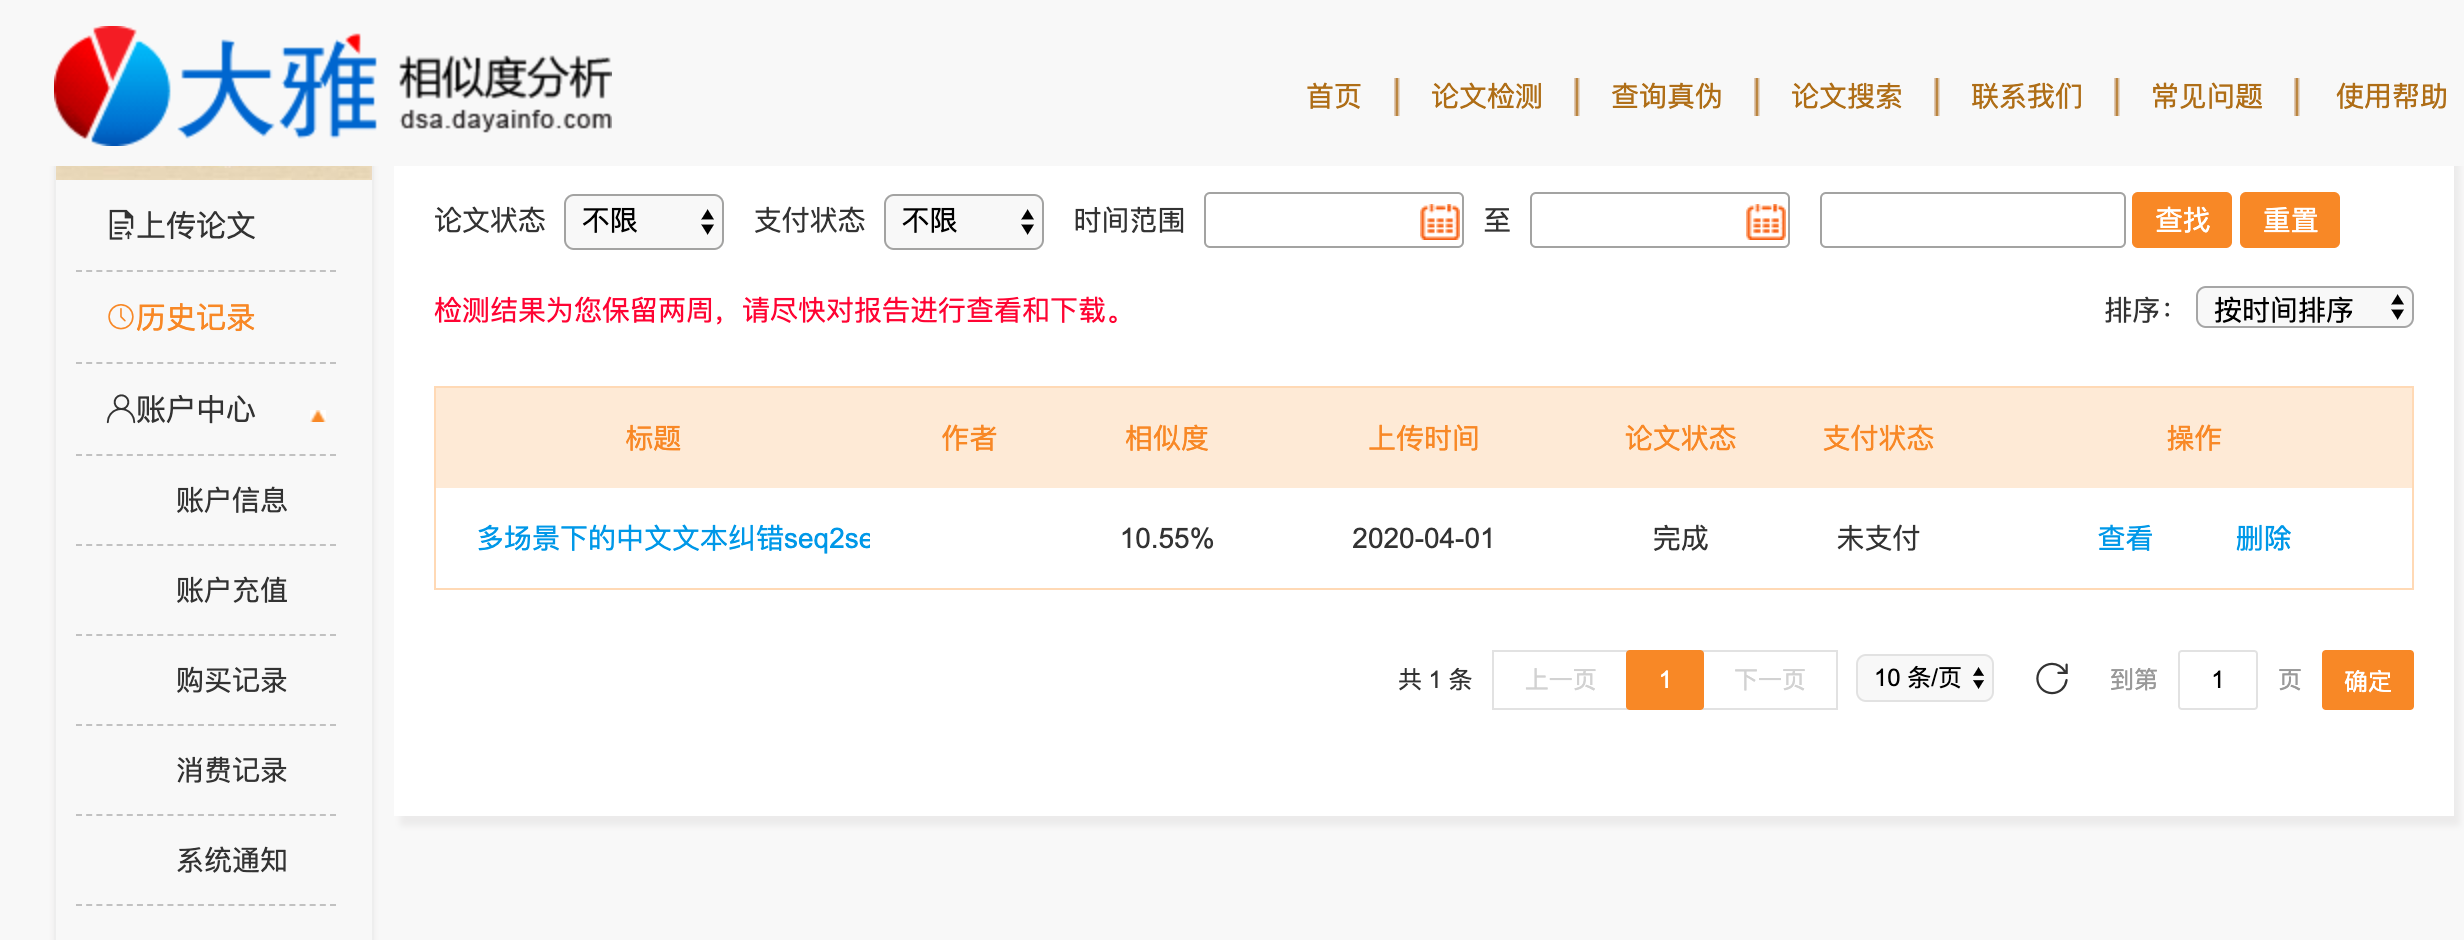 大雅 相似度分析
dsa.dayainfo.com
首页 论文检测 查询真伪 论文搜索 联系我们 常见问题 使用帮助
上传论文
历史记录
账户中心
账户信息
账户充值
购买记录
消费记录
系统通知
论文状态 不限 支付状态 不限 时间范围 至 查找 重置
检测结果为您保留两周，请尽快对报告进行查看和下载。 排序： 按时间排序
标题 作者 相似度 上传时间 论文状态 支付状态 操作
多场景下的中文文本纠错seq2se 10.55% 2020-04-01 完成 未支付 查看 删除
共 1 条 上一页 1 下一页 10 条/页 到第 1 页 确定